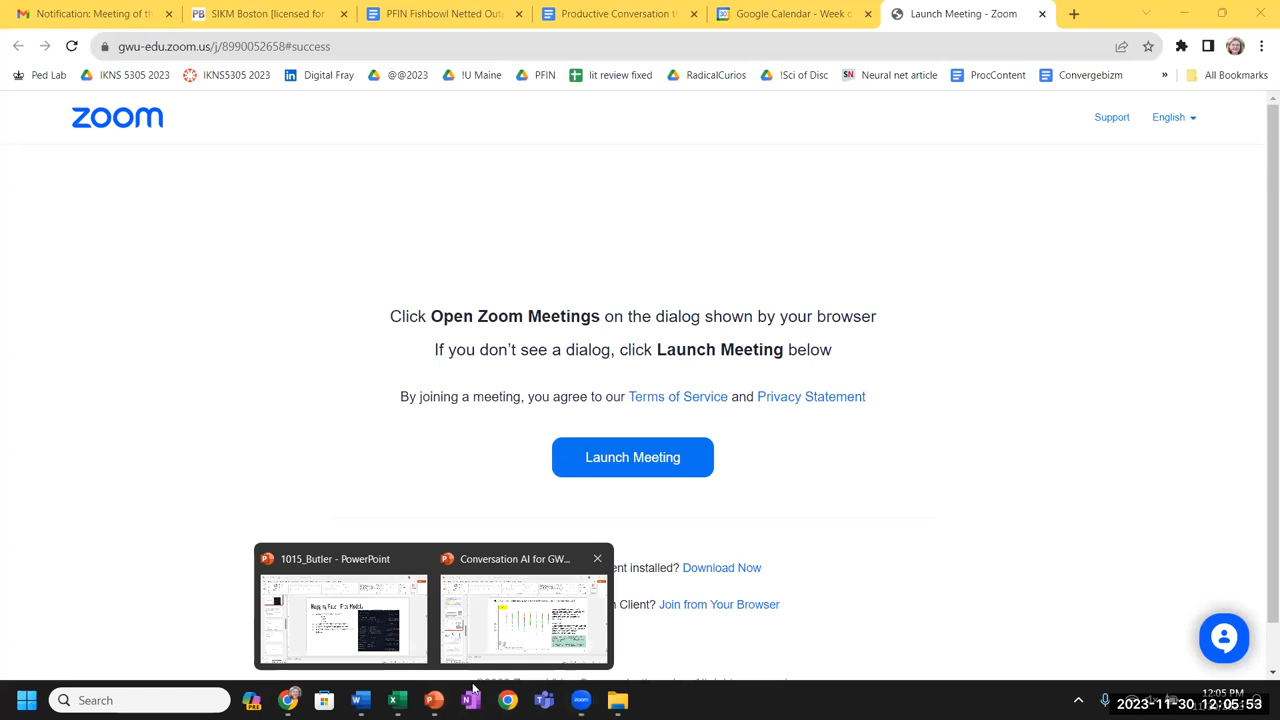 Notification: Meeting of th
SIKM Boston [licensed for
PFIN Fishbowl Netted Out
Productive Conversation t
Google Calendar - Week o
Launch Meeting - Zoom
gwu-edu.zoom.us/j/8990052658#success
Ped Lab
IKNS 5305 2023
IKNS5305 2023
Digital Fray
@@2023
!U Maine
PFIN
lit review fixed
RadicalCurios
!Sci of Disc
Neural net article
ProcContent
Convergebizm
»
All Bookmarks
zoom
Support
English
Click Open Zoom Meetings on the dialog shown by your browser
If you don't see a dialog, click Launch Meeting below
By joining a meeting, you agree to our Terms of Service and Privacy Statement
Launch Meeting
1015_Butler - PowerPoint
Conversation AI for GW...
ent installed? Download Now
Client? Join from Your Browser
Search
12:05 PM
2023-11-30 12:05:53